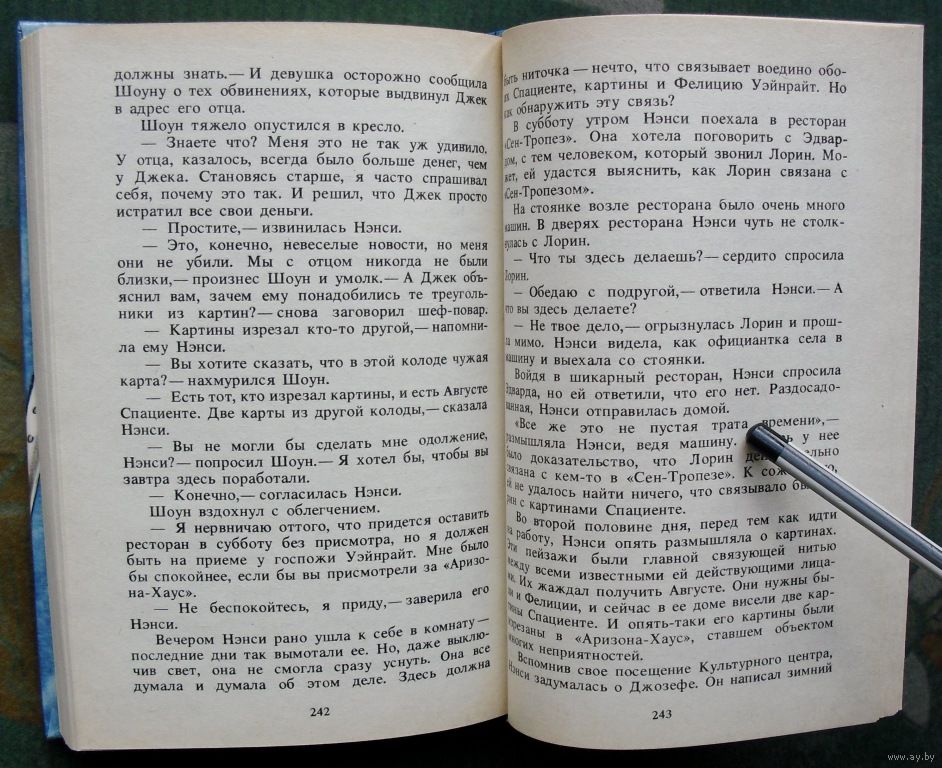 должны знать.— И девушка осторожно сообщила
Шоуну о тех обвинениях, которые выдвинул Джек
в адрес его отца.
Шоун тяжело опустился в кресло.
— Знаете что? Меня это не так уж удивило.
У отца, казалось, всегда было больше денег, чем
у Джека. Становясь старше, я часто спрашивал
себя, почему это так. И решил, что Джек просто
истратил все свои деньги.
— Простите,— извинилась Нэнси.
— Это, конечно, невеселые новости, но меня
они не убили. Мы с отцом никогда не были
близки,— произнес Шоун и умолк.— А Джек объ-
яснил вам, зачем ему понадобились те треуголь-
ники из картин?— снова заговорил шеф-повар.
— Картины изрезал кто-то другой,— напомни-
ла ему Нэнси.
— Вы хотите сказать, что в этой колоде чужая
карта?— нахмурился Шоун.
— Есть тот, кто изрезал картины, и есть Августе
Спациенте. Две карты из другой колоды,— сказала
Нэнси.
— Вы не могли бы сделать мне одолжение,
Нэнси?— попросил Шоун.— Я хотел бы, чтобы вы
завтра здесь поработали.
— Конечно,— согласилась Нэнси.
Шоун вздохнул с облегчением.
— Я нервничаю оттого, что придется оставить
ресторан в субботу без присмотра, но я должен
быть на приеме у госпожи Уэйнрайт. Мне было
бы спокойнее, если бы вы присмотрели за «Аризо-
на-Хаус».
— Не беспокойтесь, я приду,— заверила его
Нэнси.
Вечером Нэнси рано ушла к себе в комнату—
последние дни так вымотали ее. Но, даже выклю-
чив свет, она не смогла сразу уснуть. Она все
думала и думала об этом деле. Здесь должна
242
быть ниточка — нечто, что связывает воедино обо-
их Спациенте, картины и Фелицию Уэйнрайт. Но
как обнаружить эту связь?
В субботу утром Нэнси поехала в ресторан
«Сен-Тропез». Она хотела поговорить с Эдвар-
дом, с тем человеком, который звонил Лорин. Мо-
жет, ей удастся выяснить, как Лорин связана с
«Сен-Тропезом».
На стоянке возле ресторана было очень много
машин. В дверях ресторана Нэнси чуть не столк-
нулась с Лорин.
— Что ты здесь делаешь?— сердито спросила
Лорин.
— Обедаю с подругой,— ответила Нэнси.— А
что вы здесь делаете?
— Не твое дело,— огрызнулась Лорин и прош-
ла мимо. Нэнси видела, как официантка села в
машину и выехала со стоянки.
Войдя в шикарный ресторан, Нэнси спросила
Эдварда, но ей ответили, что его нет. Раздосадо-
ванная, Нэнси отправилась домой.
«Все же это не пустая трата времени»,—
размышляла Нэнси, ведя машину. у нее
было доказательство, что Лорин
связана с кем-то в «Сен-Тропезе». К
ей не удалось найти ничего, что связывало бы
рин с картинами Спациенте.
Во второй половине дня, перед тем как идти
на работу, Нэнси опять размышляла о картинах.
Эти пейзажи были главной связующей нитью
между всеми известными ей действующими лица-
ми. Их жаждал получить Августе. Они нужны бы-
ли и Фелиции, и сейчас в ее доме висели две кар-
тины Спациенте. И опять-таки его картины были
изрезаны в «Аризона-Хаус», ставшем объектом
многих неприятностей.
Вспомнив свое посещение Культурного центра,
Нэнси задумалась о Джозефе. Он написал зимний
243
www.ay.by